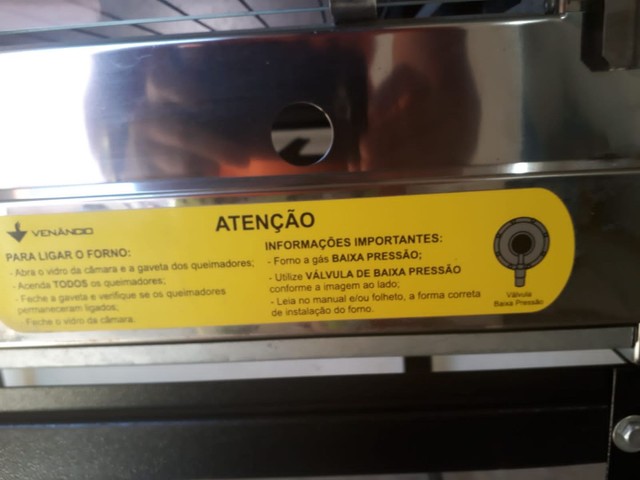 VENÂNCIO
ATENÇÃO
PARA LIGAR O FORNO:
- Abra o vidro da câmara e a gaveta dos queimadores;
- Acenda TODOS os queimadores;
- Feche a gaveta e verifique se os queimadores
permaneceram ligados;
- Feche o vidro da câmara.
INFORMAÇÕES IMPORTANTES:
- Forno a gás BAIXA PRESSÃO;
- Utilize VÁLVULA DE BAIXA PRESSÃO
conforme a imagem ao lado;
- Leia no manual e/ou folheto, a forma correta
de instalação do forno.
Válvula
Baixa Pressão